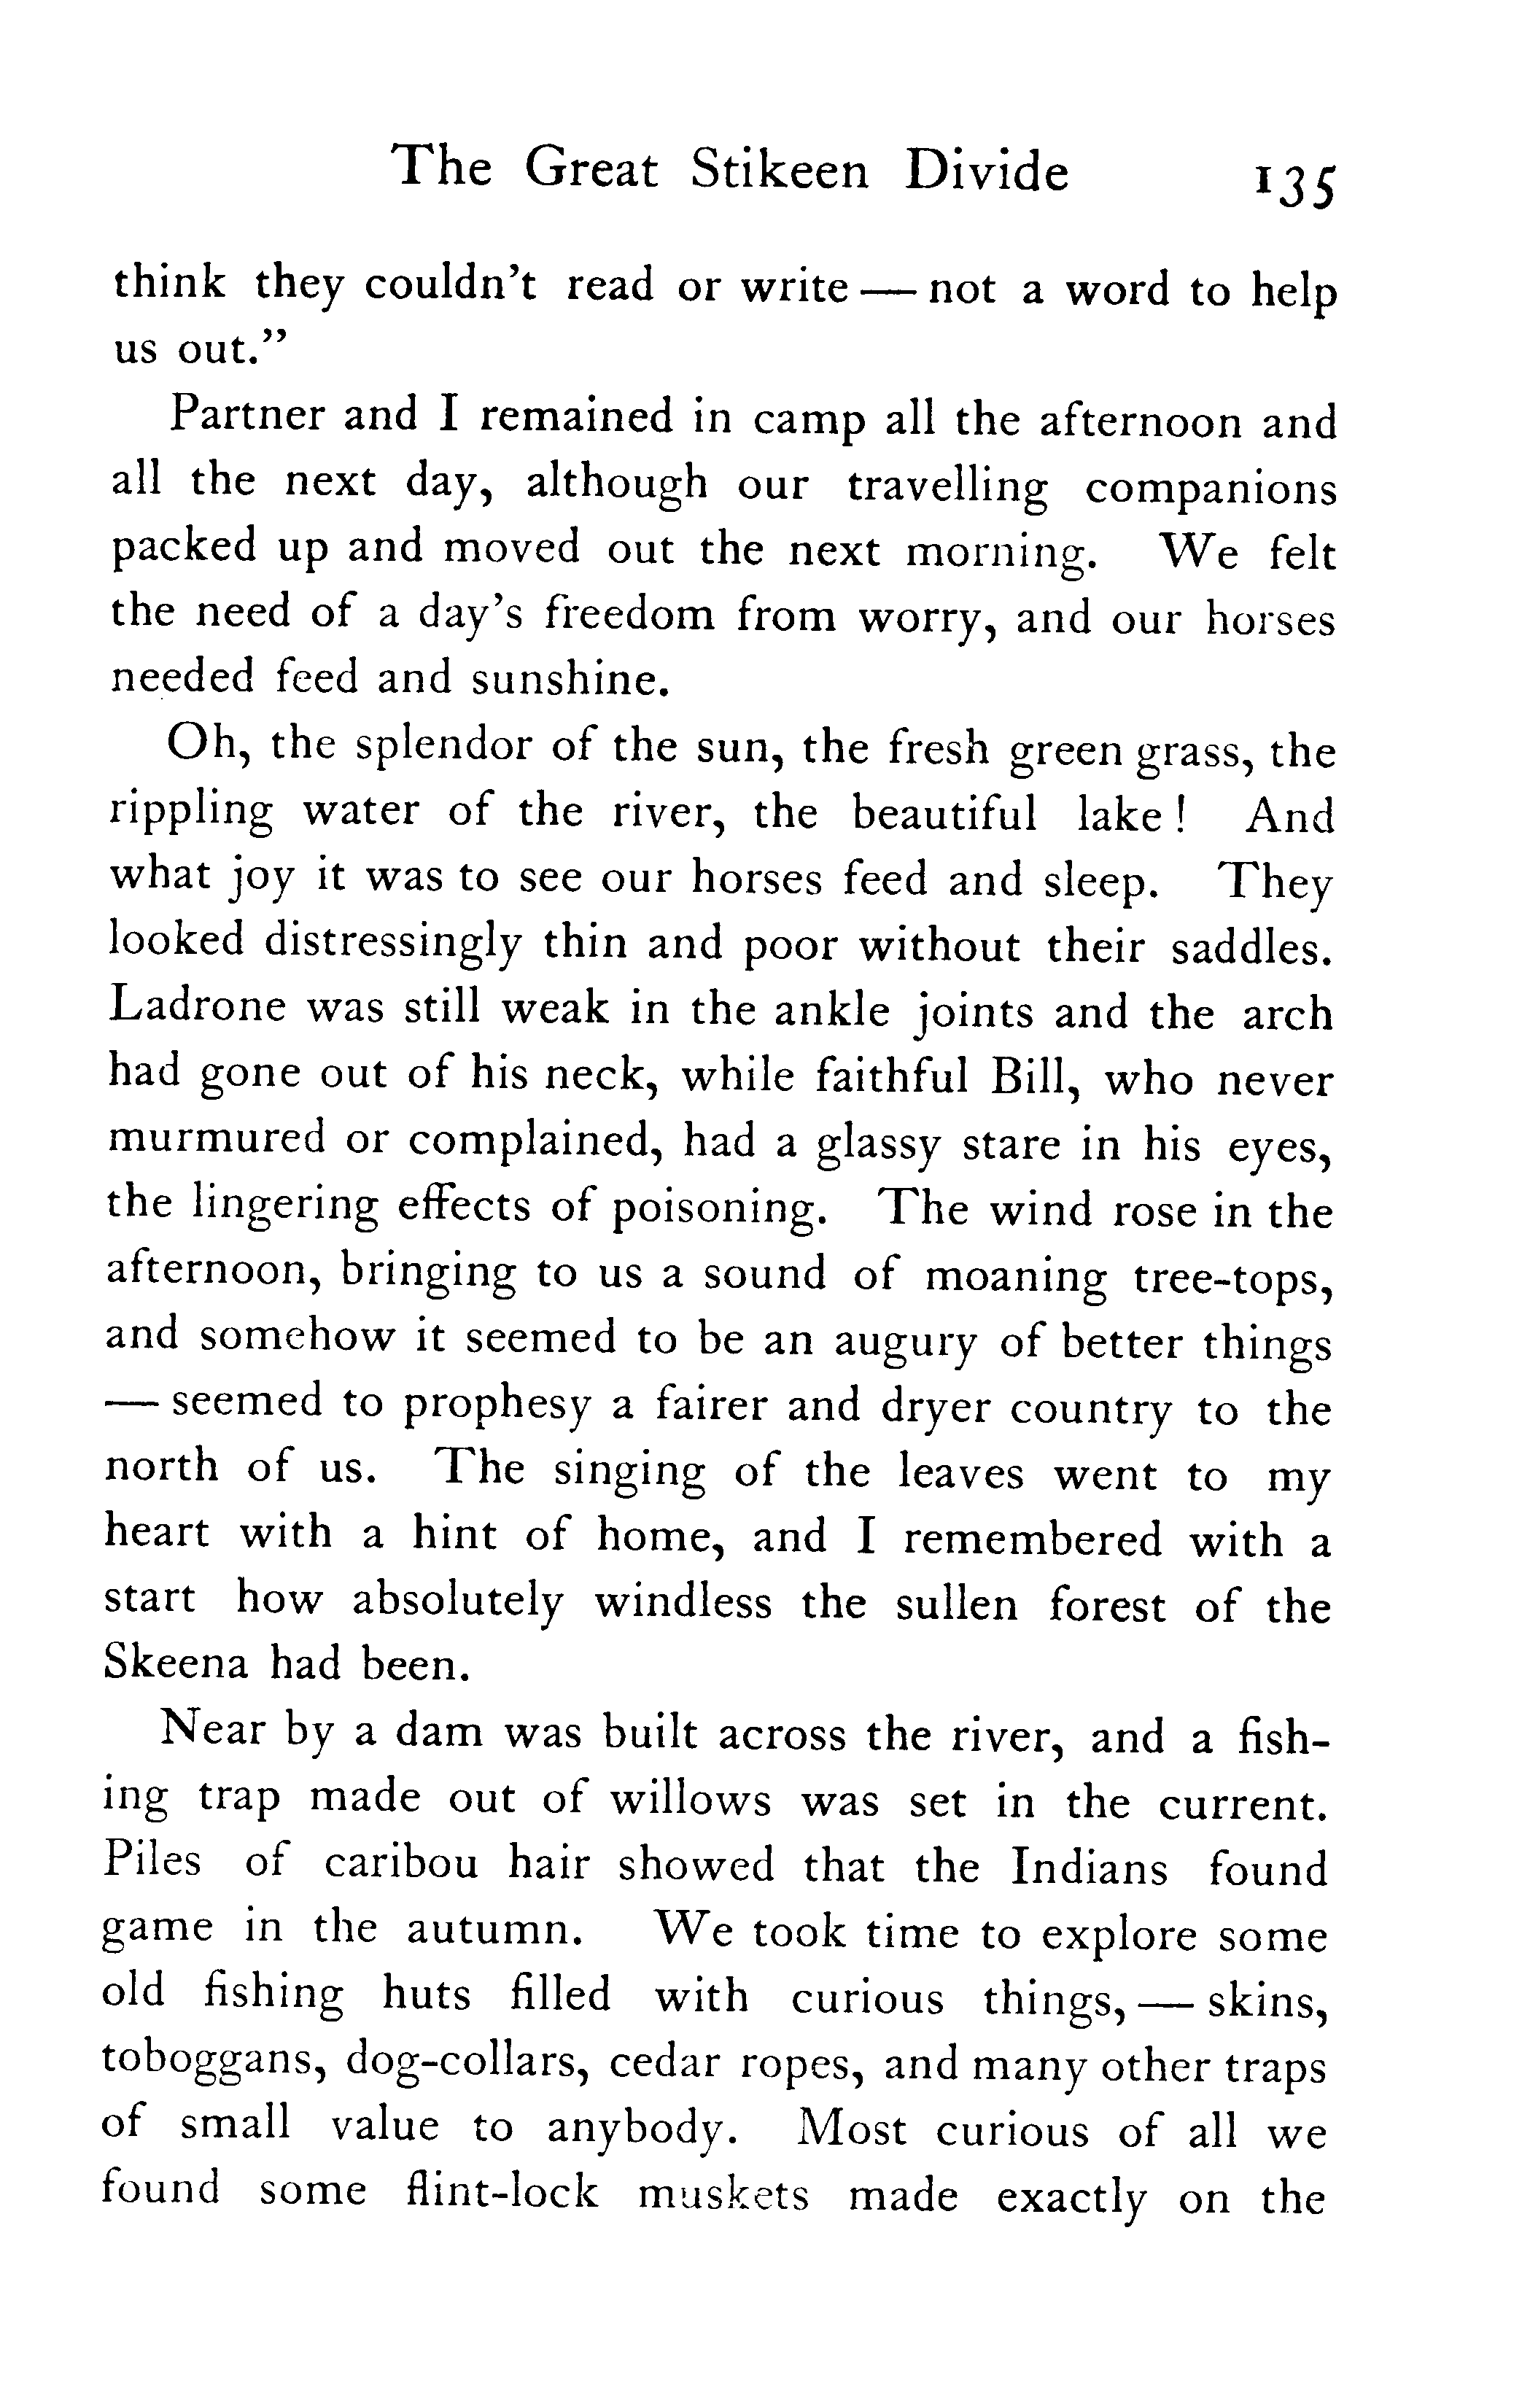 The Great Stikeen Divide 135
think they couldn't read or write — not a word to help
us out."
Partner and I remained in camp all the afternoon and
all the next day, although our travelling companions
packed up and moved out the next morning. We felt
the need of a day's freedom from worry, and our horses
needed feed and sunshine.
Oh, the splendor of the sun, the fresh green grass, the
rippling water of the river, the beautiful lake! And
what joy it was to see our horses feed and sleep. They
looked distressingly thin and poor without their saddles.
Ladrone was still weak in the ankle joints and the arch
had gone out of his neck, while faithful Bill, who never
murmured or complained, had a glassy stare in his eyes,
the lingering effects of poisoning. The wind rose in the
afternoon, bringing to us a sound of moaning tree-tops,
and somehow it seemed to be an augury of better things
— seemed to prophesy a fairer and dryer country to the
north of us. The singing of the leaves went to my
heart with a hint of home, and I remembered with a
start how absolutely windless the sullen forest of the
Skeena had been.
Near by a dam was built across the river, and a fish-
ing trap made out of willows was set in the current.
Piles of caribou hair showed that the Indians found
game in the autumn. We took time to explore some
old fishing huts filled with curious things, — skins,
toboggans, dog-collars, cedar ropes, and many other traps
of small value to anybody. Most curious of all we
found some flint-lock muskets made exactly on the